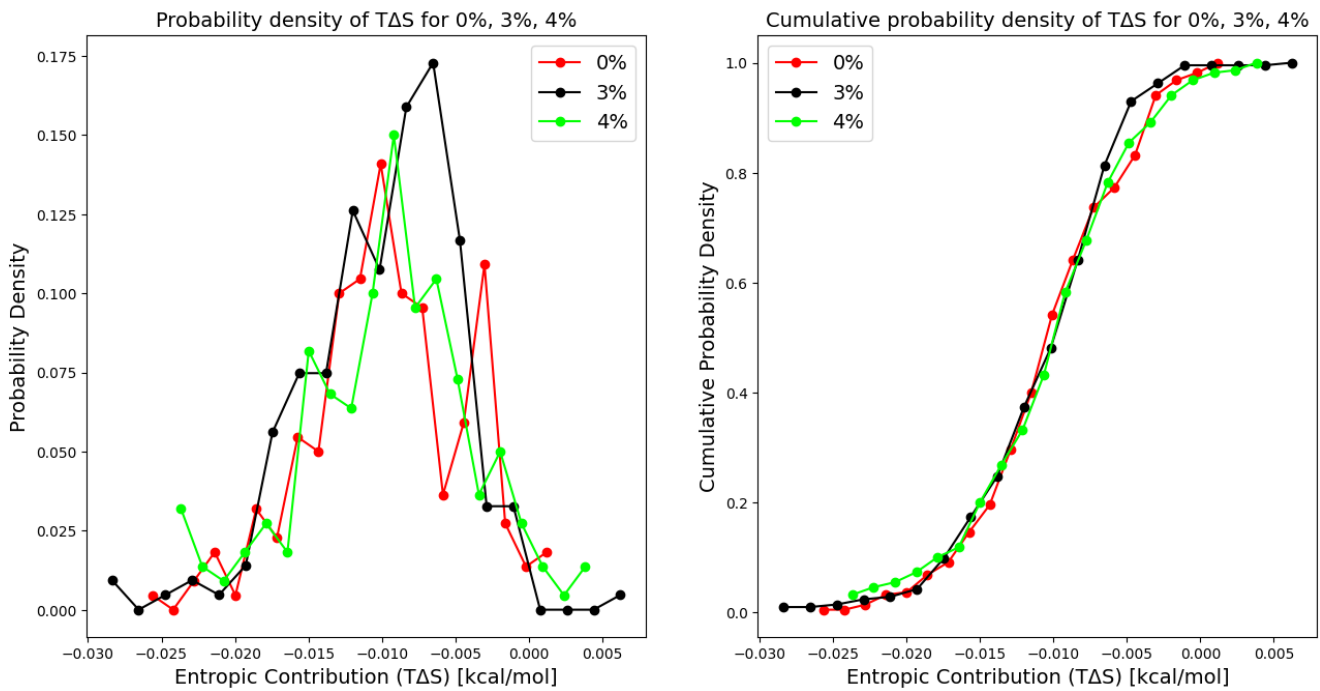 Probability density of TΔS for 0%, 3%, 4%
0.175
0.150
0.125
0.100
0.075
0.050
0.025
0.000
Probability Density
0%
3%
4%
−0.030 −0.025 −0.020 −0.015 −0.010 −0.005 0.000 0.005
Entropic Contribution (TΔS) [kcal/mol]
Cumulative probability density of TΔS for 0%, 3%, 4%
1.0
0.8
0.6
0.4
0.2
0.0
Cumulative Probability Density
0%
3%
4%
−0.030 −0.025 −0.020 −0.015 −0.010 −0.005 0.000 0.005
Entropic Contribution (TΔS) [kcal/mol]